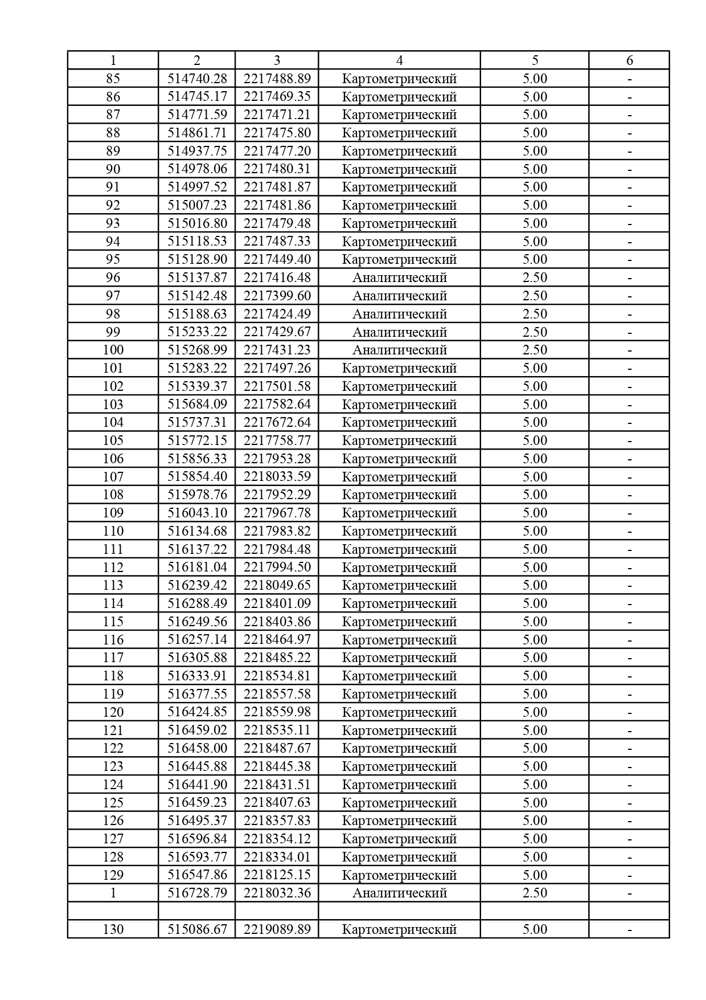 1 2 3 4 5 6
85 514740.28 2217488.89 Картометрический 5.00 -
86 514745.17 2217469.35 Картометрический 5.00 -
87 514771.59 2217471.21 Картометрический 5.00 -
88 514861.71 2217475.80 Картометрический 5.00 -
89 514937.75 2217477.20 Картометрический 5.00 -
90 514978.06 2217480.31 Картометрический 5.00 -
91 514997.52 2217481.87 Картометрический 5.00 -
92 515007.23 2217481.86 Картометрический 5.00 -
93 515016.80 2217479.48 Картометрический 5.00 -
94 515118.53 2217487.33 Картометрический 5.00 -
95 515128.90 2217449.40 Картометрический 5.00 -
96 515137.87 2217416.48 Аналитический 2.50 -
97 515142.48 2217399.60 Аналитический 2.50 -
98 515188.63 2217424.49 Аналитический 2.50 -
99 515233.22 2217429.67 Аналитический 2.50 -
100 515268.99 2217431.23 Аналитический 2.50 -
101 515283.22 2217497.26 Картометрический 5.00 -
102 515339.37 2217501.58 Картометрический 5.00 -
103 515684.09 2217582.64 Картометрический 5.00 -
104 515737.31 2217672.64 Картометрический 5.00 -
105 515772.15 2217758.77 Картометрический 5.00 -
106 515856.33 2217953.28 Картометрический 5.00 -
107 515854.40 2218033.59 Картометрический 5.00 -
108 515978.76 2217952.29 Картометрический 5.00 -
109 516043.10 2217967.78 Картометрический 5.00 -
110 516134.68 2217983.82 Картометрический 5.00 -
111 516137.22 2217984.48 Картометрический 5.00 -
112 516181.04 2217994.50 Картометрический 5.00 -
113 516239.42 2218049.65 Картометрический 5.00 -
114 516288.49 2218401.09 Картометрический 5.00 -
115 516249.56 2218403.86 Картометрический 5.00 -
116 516257.14 2218464.97 Картометрический 5.00 -
117 516305.88 2218485.22 Картометрический 5.00 -
118 516333.91 2218534.81 Картометрический 5.00 -
119 516377.55 2218557.58 Картометрический 5.00 -
120 516424.85 2218559.98 Картометрический 5.00 -
121 516459.02 2218535.11 Картометрический 5.00 -
122 516458.00 2218487.67 Картометрический 5.00 -
123 516445.88 2218445.38 Картометрический 5.00 -
124 516441.90 2218431.51 Картометрический 5.00 -
125 516459.23 2218407.63 Картометрический 5.00 -
126 516495.37 2218357.83 Картометрический 5.00 -
127 516596.84 2218354.12 Картометрический 5.00 -
128 516593.77 2218334.01 Картометрический 5.00 -
129 516547.86 2218125.15 Картометрический 5.00 -
1 516728.79 2218032.36 Аналитический 2.50 -
130 515086.67 2219089.89 Картометрический 5.00 -